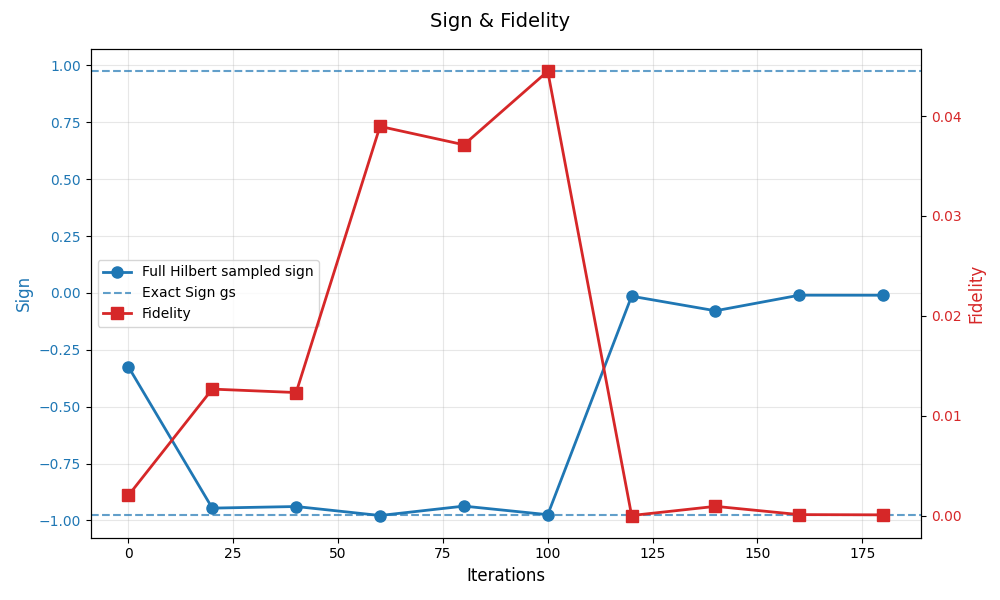 Sign & Fidelity
1.00
0.75
0.50
0.25
0.00
−0.25
−0.50
−0.75
−1.00
Sign
Full Hilbert sampled sign
Exact Sign gs
Fidelity
0.04
0.03
0.02
0.01
0.00
Fidelity
0 25 50 75 100 125 150 175
Iterations